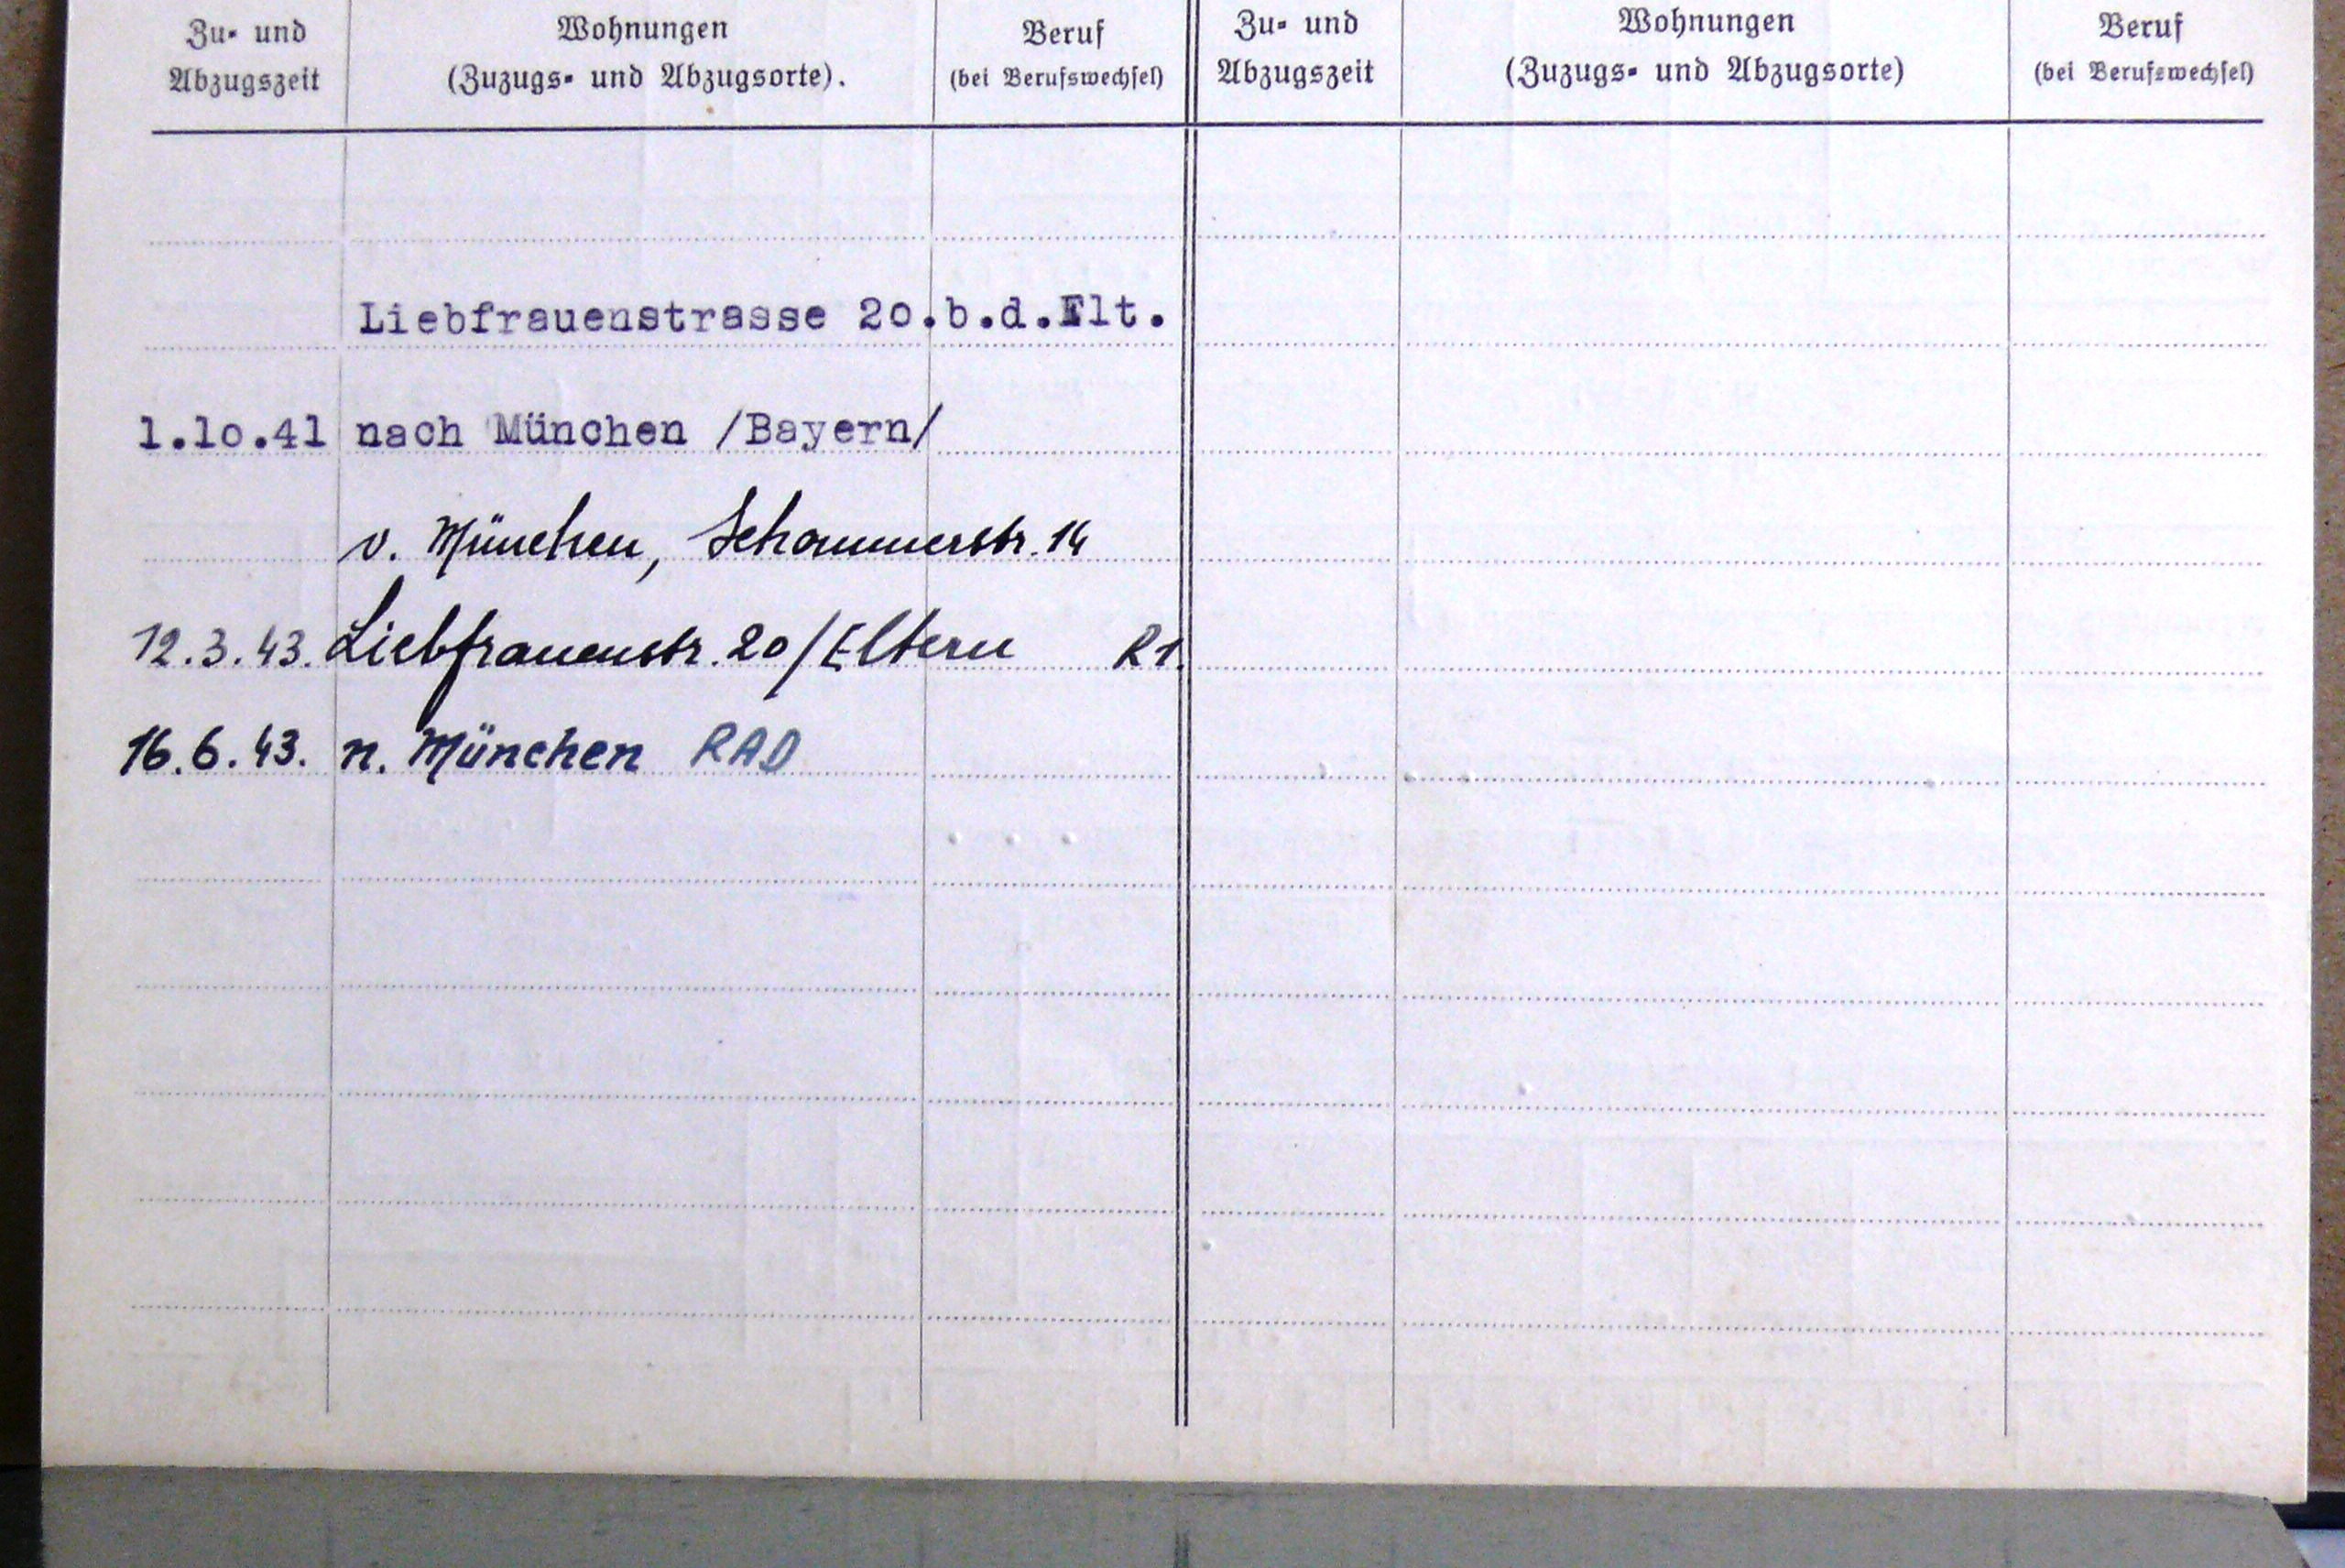 Zu- und Abzugszeit
Wohnungen
(Zuzugs- und Abzugsorte).
Beruf
(bei Berufswechsel)
Zu- und Abzugszeit
Wohnungen
(Zuzugs- und Abzugsorte)
Beruf
(bei Berufswechsel)
Liebfrauenstrasse 20.b.d.Elt.
1.10.41 nach München /Bayern/
v. München, Schommerstr. 14
12.3.43. Liebfrauenstr. 20/Eltern R1.
16.6.43. n. München RAD